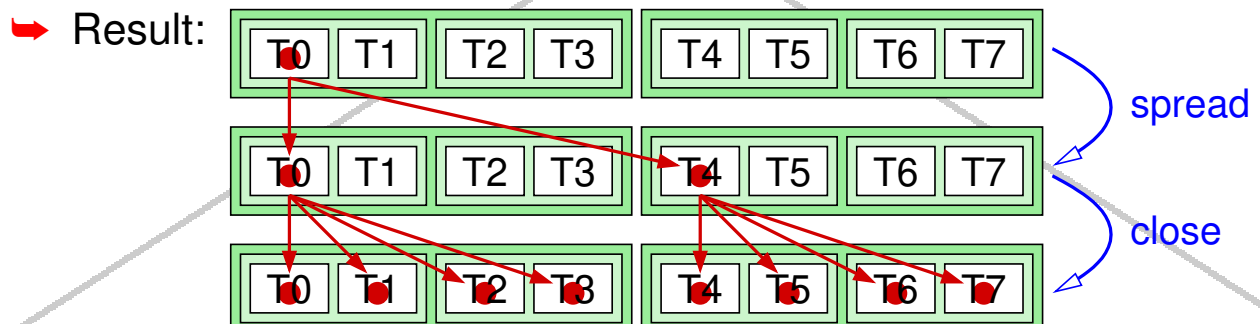 Result:
T0 T1 T2 T3 T4 T5 T6 T7
spread
T0 T1 T2 T3 T4 T5 T6 T7
close
T0 T1 T2 T3 T4 T5 T6 T7